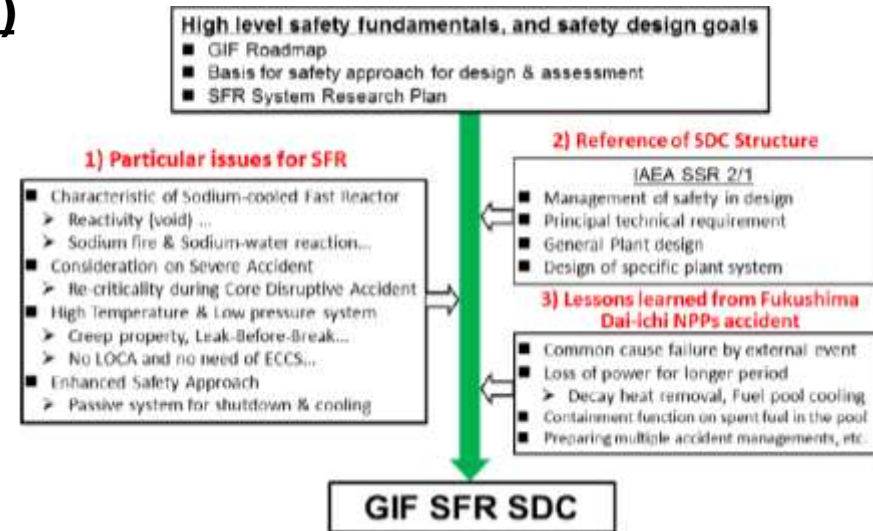 )
High level safety fundamentals, and safety design goals
■ GIF Roadmap
■ Basis for safety approach for design & assessment
■ SFR System Research Plan
1) Particular issues for SFR
■ Characteristic of Sodium-cooled Fast Reactor
➤ Reactivity (void) ...
➤ Sodium fire & Sodium-water reaction...
■ Consideration on Severe Accident
➤ Re-criticality during Core Disruptive Accident
■ High Temperature & Low pressure system
➤ Creep property, Leak-Before-Break...
➤ No LOCA and no need of ECCS...
■ Enhanced Safety Approach
➤ Passive system for shutdown & cooling
2) Reference of SDC Structure
IAEA SSR 2/1
■ Management of safety in design
■ Principal technical requirement
■ General Plant design
■ Design of specific plant system
3) Lessons learned from Fukushima
Dai-ichi NPPs accident
■ Common cause failure by external event
■ Loss of power for longer period
➤ Decay heat removal, Fuel pool cooling
■ Containment function on spent fuel in the pool
■ Preparing multiple accident managements, etc.
GIF SFR SDC